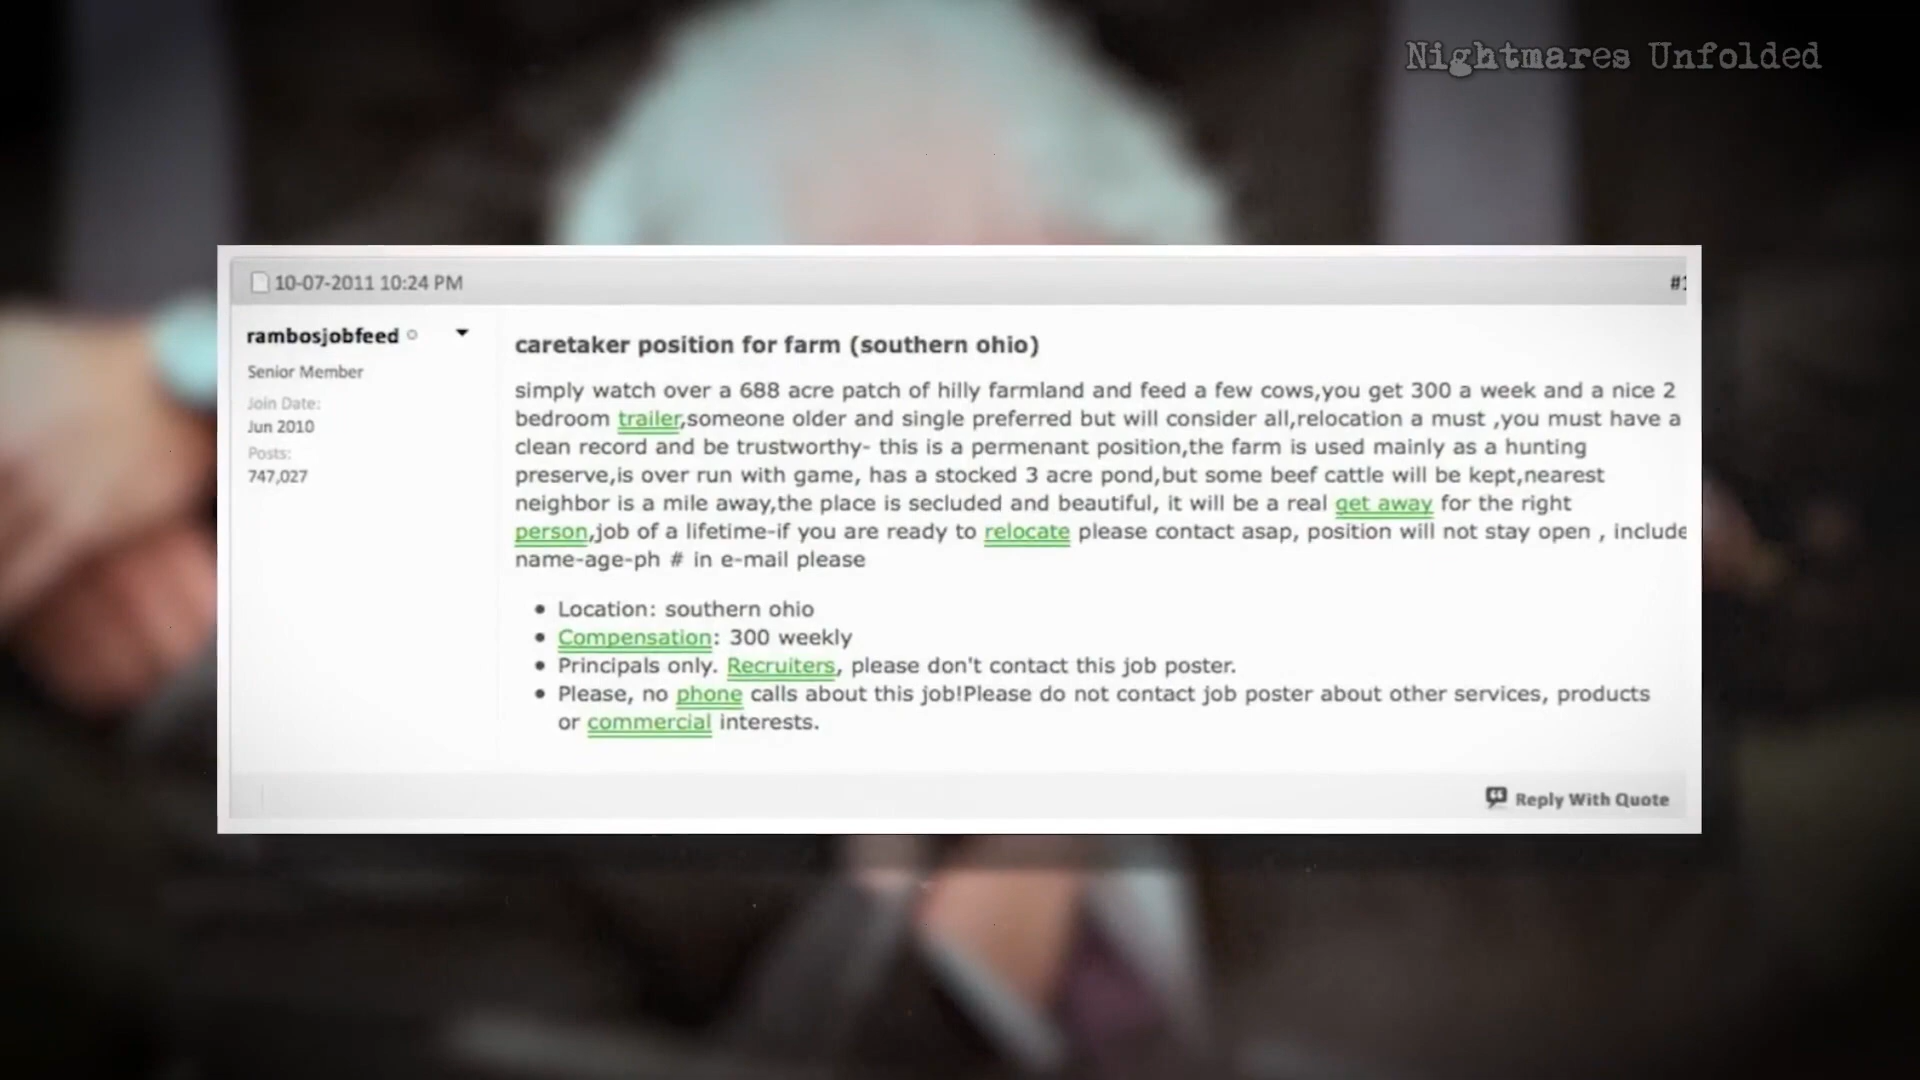 Nightmares Unfolded
10-07-2011 10:24 PM
#1
rambosjobfeed
Senior Member
Join Date:
Jun 2010
Posts:
747,027
caretaker position for farm (southern ohio)
simply watch over a 688 acre patch of hilly farmland and feed a few cows,you get 300 a week and a nice 2
bedroom trailer,someone older and single preferred but will consider all,relocation a must ,you must have a
clean record and be trustworthy- this is a permenant position,the farm is used mainly as a hunting
preserve,is over run with game, has a stocked 3 acre pond,but some beef cattle will be kept,nearest
neighbor is a mile away,the place is secluded and beautiful, it will be a real get away for the right
person,job of a lifetime-if you are ready to relocate please contact asap, position will not stay open , include
name-age-ph # in e-mail please
• Location: southern ohio
• Compensation: 300 weekly
• Principals only. Recruiters, please don't contact this job poster.
• Please, no phone calls about this job!Please do not contact job poster about other services, products
or commercial interests.
Reply With Quote